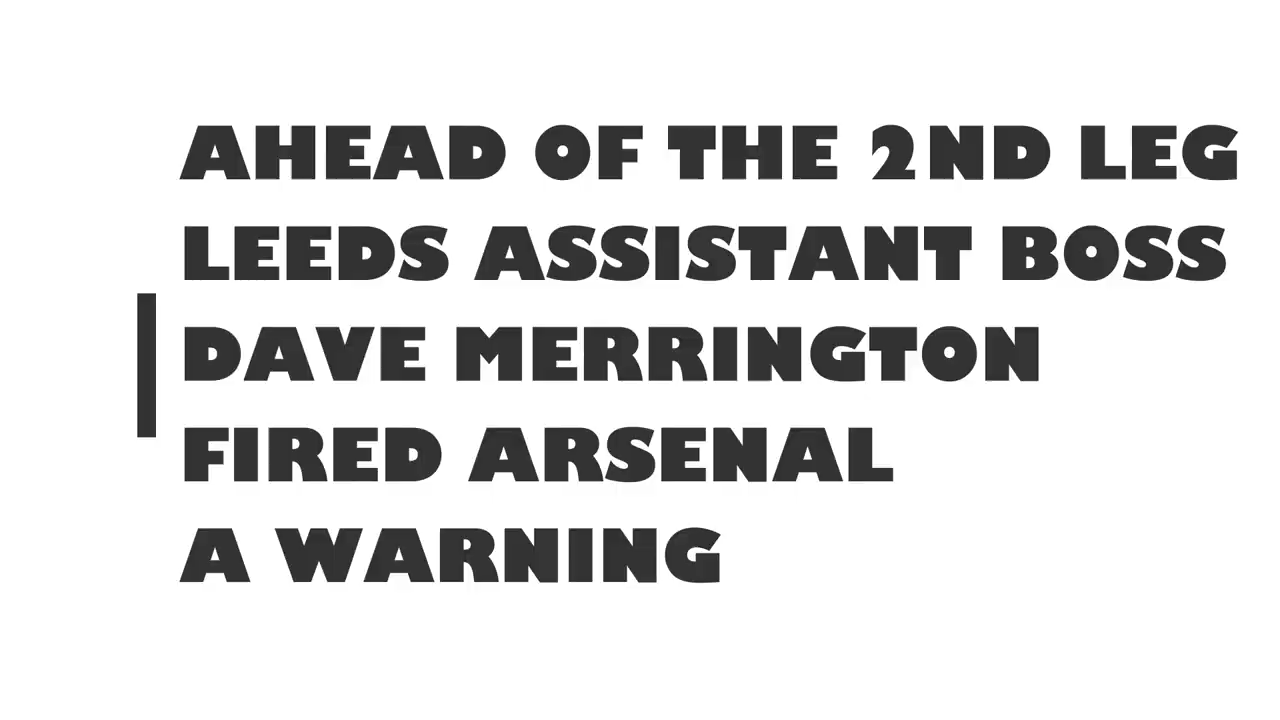 AHEAD OF THE 2ND LEG
LEEDS ASSISTANT BOSS
DAVE MERRINGTON
FIRED ARSENAL
A WARNING